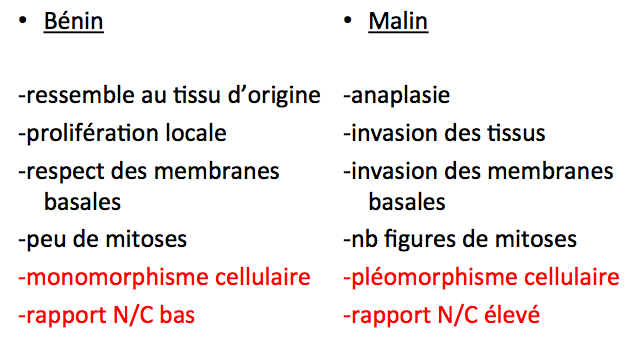 • Bénin
-ressemble au tissu d’origine
-prolifération locale
-respect des membranes
basales
-peu de mitoses
-monomorphisme cellulaire
-rapport N/C bas
• Malin
-anaplasie
-invasion des tissus
-invasion des membranes
basales
-nb figures de mitoses
-pléomorphisme cellulaire
-rapport N/C élevé